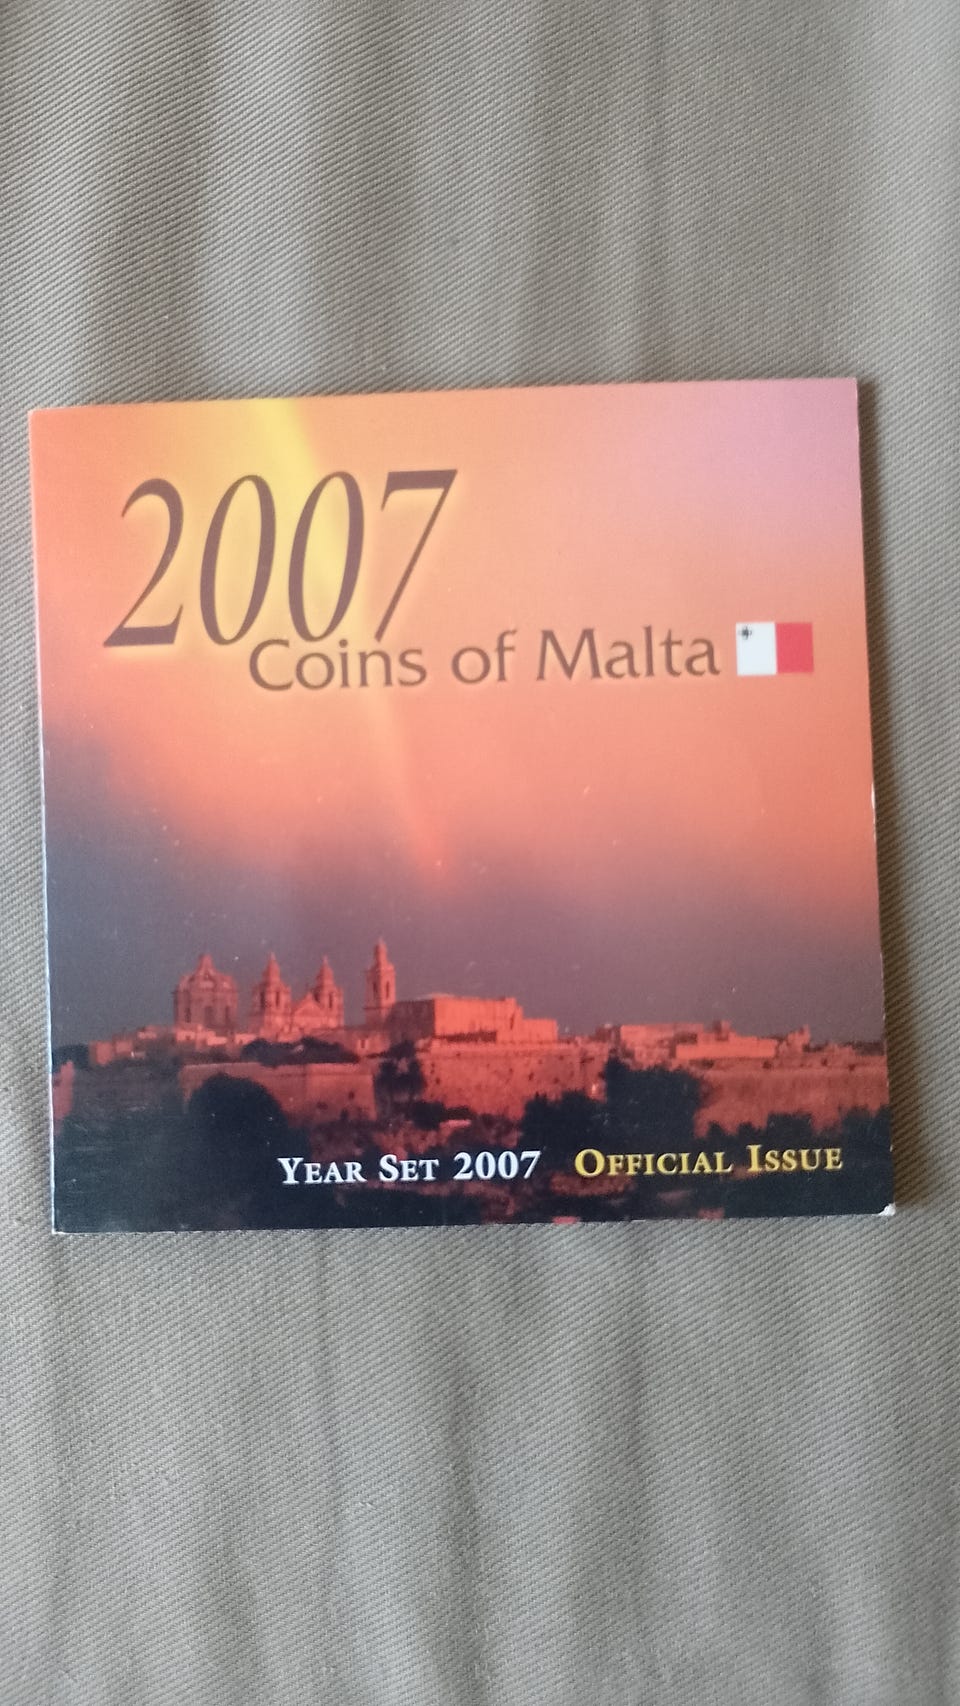 2007
Coins of Malta
Year Set 2007 Official Issue